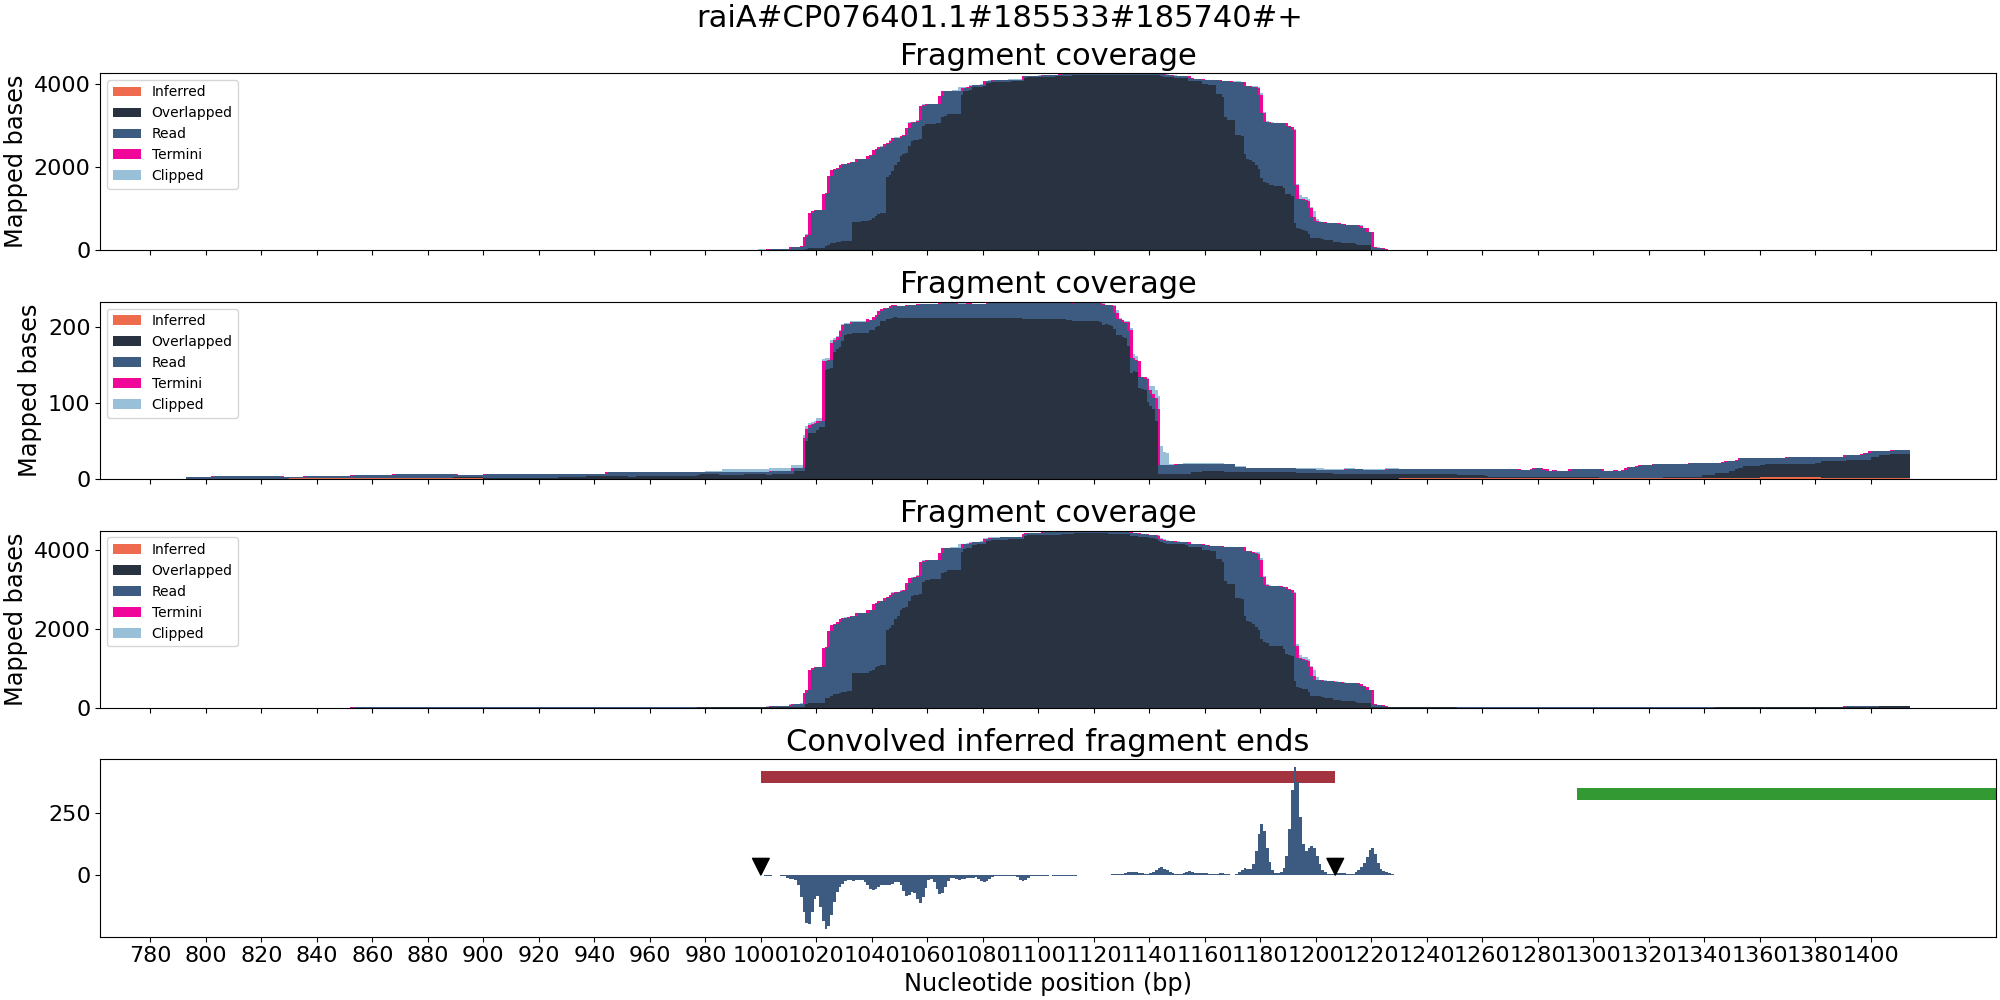 raiA#CP076401.1#185533#185740#+
Fragment coverage
Mapped bases
4000
2000
0
Inferred
Overlapped
Read
Termini
Clipped
Fragment coverage
Mapped bases
200
100
0
Inferred
Overlapped
Read
Termini
Clipped
Fragment coverage
Mapped bases
4000
2000
0
Inferred
Overlapped
Read
Termini
Clipped
Convolved inferred fragment ends
250
0
780 800 820 840 860 880 900 920 940 960 980 1000 1020 1040 1060 1080 1100 1120 1140 1160 1180 1200 1220 1240 1260 1280 1300 1320 1340 1360 1380 1400
Nucleotide position (bp)